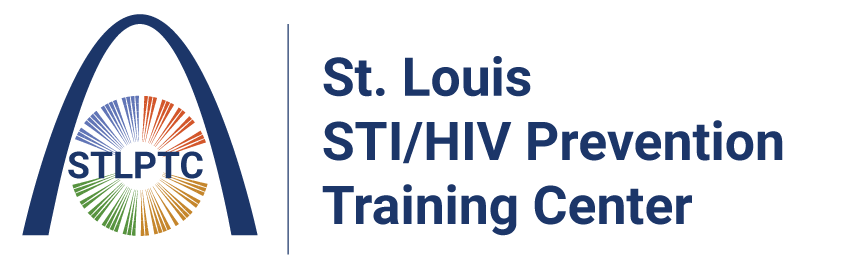 STLPTC
St. Louis
STI/HIV Prevention
Training Center